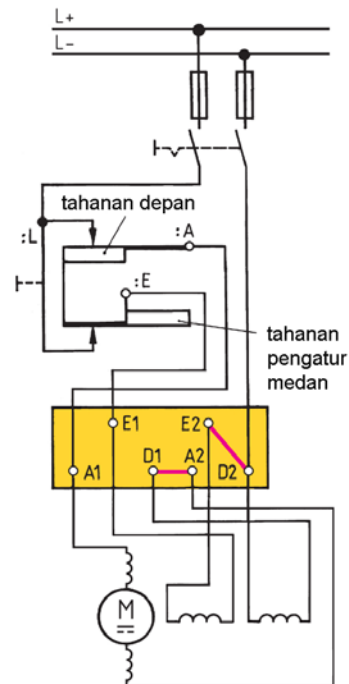 L+
L-
tahanan depan
:L
:A
:E
tahanan
pengatur
medan
E1
E2
D1
A2
A1
D2
M